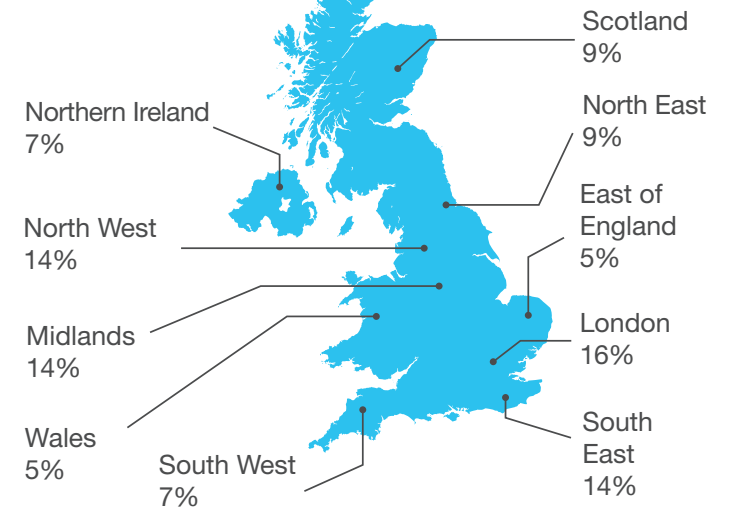 Scotland
9%
Northern Ireland
7%
North East
9%
East of
England
5%
North West
14%
London
16%
Midlands
14%
South
East
14%
Wales
5%
South West
7%